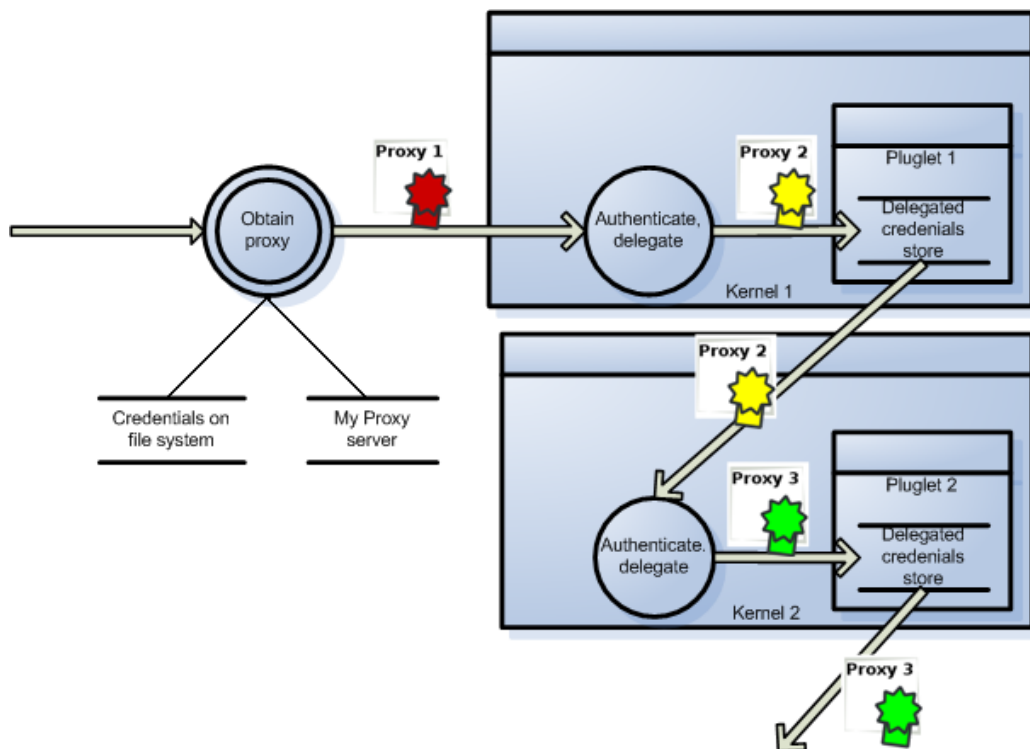 Proxy 1
Proxy 2
Pluglet 1
Obtain
proxy
Authenticate,
delegate
Delegated
credenials
store
Kernel 1
Proxy 2
Credentials on
file system
My Proxy
server
Proxy 3
Pluglet 2
Authenticate.
delegate
Delegated
credenials
store
Kernel 2
Proxy 3